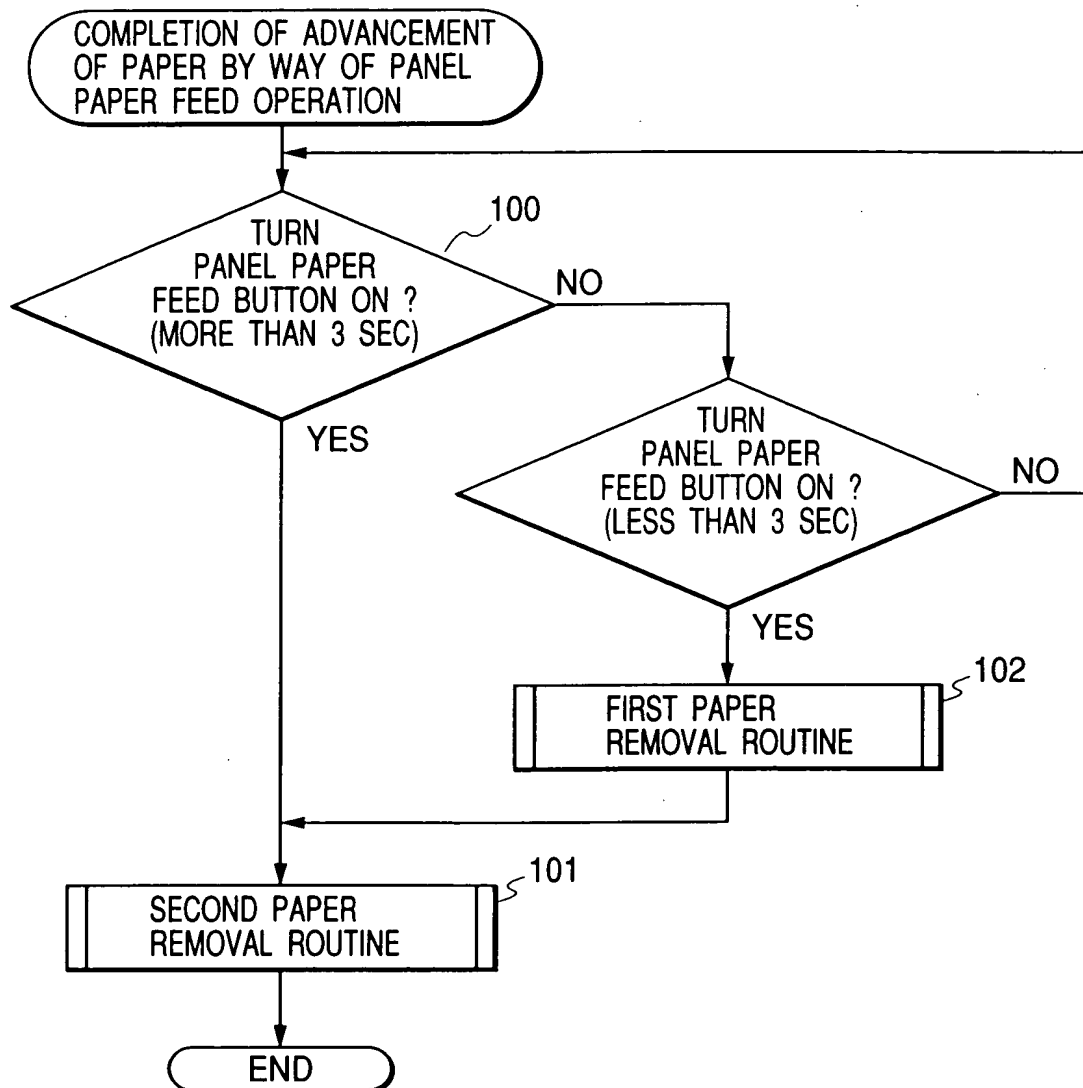 COMPLETION OF ADVANCEMENT
OF PAPER BY WAY OF PANEL
PAPER FEED OPERATION
100
TURN
PANEL PAPER
FEED BUTTON ON ?
(MORE THAN 3 SEC)
NO
YES
TURN
PANEL PAPER
FEED BUTTON ON ?
(LESS THAN 3 SEC)
NO
YES
102
FIRST PAPER
REMOVAL ROUTINE
101
SECOND PAPER
REMOVAL ROUTINE
END